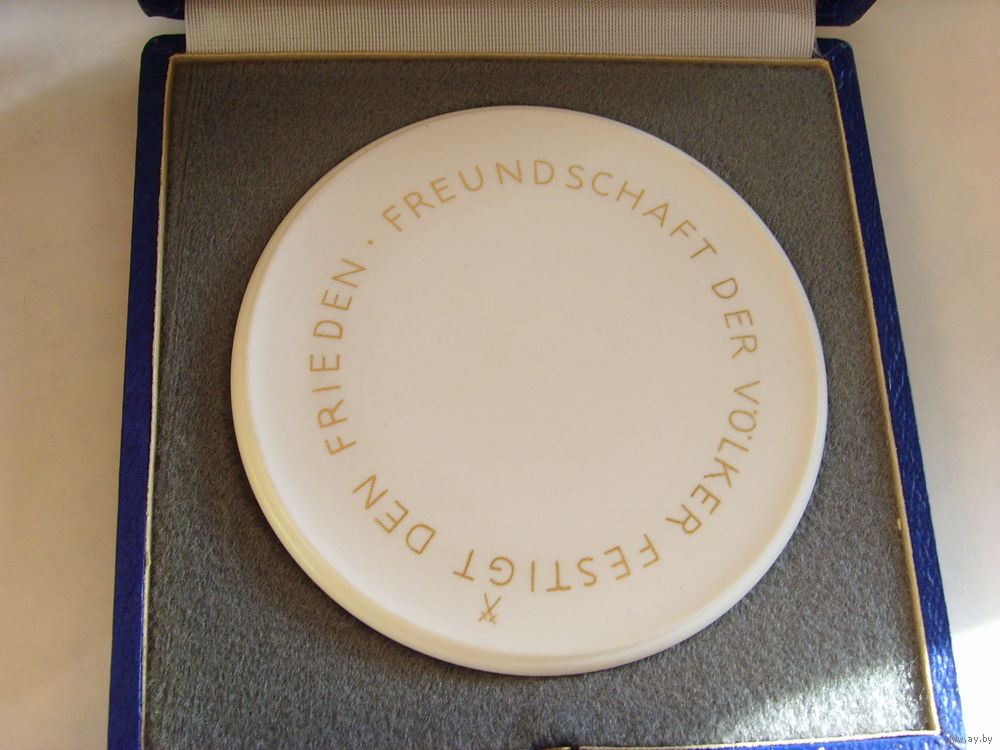 FREUNDSCHAFT DER VÖLKER FESTIGT DEN FRIEDEN ·
www.ay.by